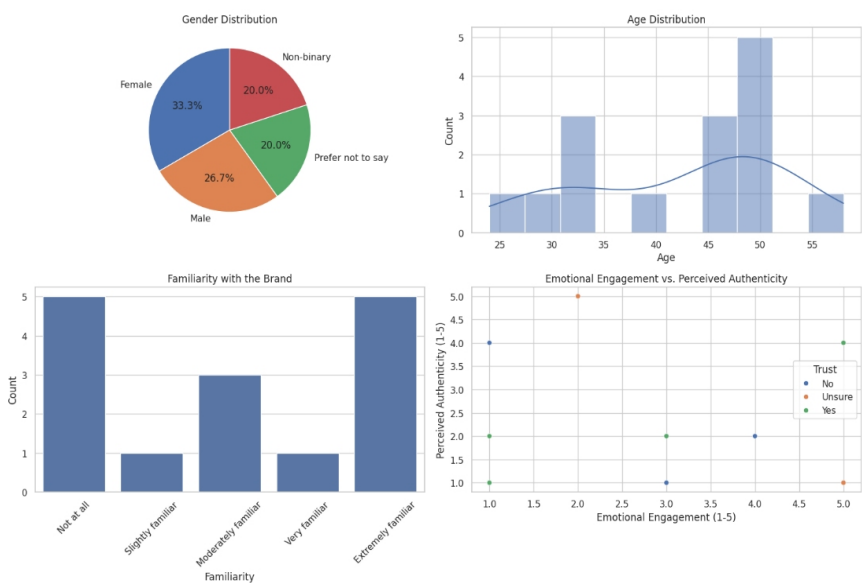 Gender Distribution
Female
33.3%
Non-binary
20.0%
20.0%
Prefer not to say
26.7%
Male
Age Distribution
Count
5
4
3
2
1
0
25 30 35 40 45 50 55
Age
Familiarity with the Brand
Count
5
4
3
2
1
0
Not at all
Slightly familiar
Moderately familiar
Very familiar
Extremely familiar
Familiarity
Emotional Engagement vs. Perceived Authenticity
Perceived Authenticity (1-5)
5.0
4.5
4.0
3.5
3.0
2.5
2.0
1.5
1.0
Trust
No
Unsure
Yes
1.0 1.5 2.0 2.5 3.0 3.5 4.0 4.5 5.0
Emotional Engagement (1-5)